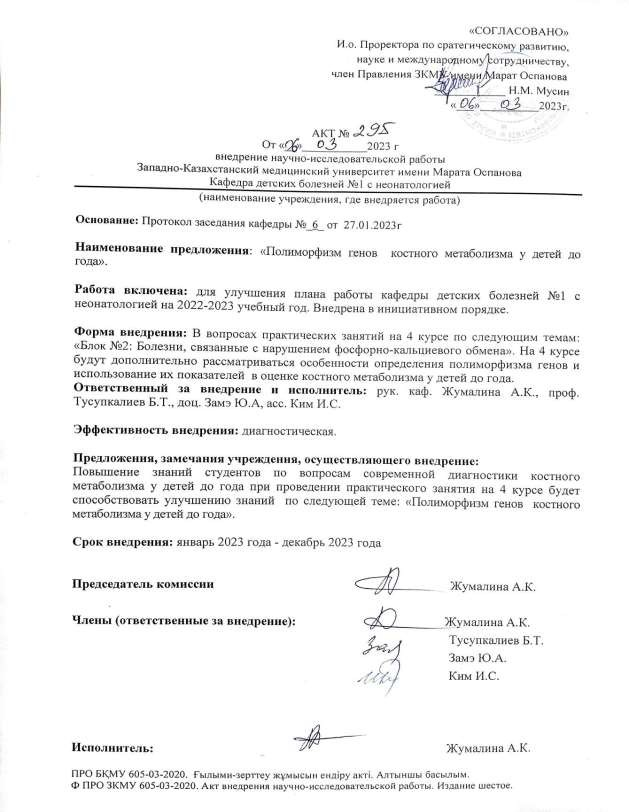 «СОГЛАСОВАНО»
И.о. Проректора по сратегическому развитию,
науке и международному сотрудничеству,
член Правления ЗКМУ имени Марат Оспанова
Н.М. Мусин
« 06 » 03 2023г.
АКТ № 295
От «06» 03 2023 г
внедрение научно-исследовательской работы
Западно-Казахстанский медицинский университет имени Марата Оспанова
Кафедра детских болезней №1 с неонатологией
(наименование учреждения, где внедряется работа)
Основание: Протокол заседания кафедры № 6 от 27.01.2023г
Наименование предложения: «Полиморфизм генов костного метаболизма у детей до
года».
Работа включена: для улучшения плана работы кафедры детских болезней №1 с
неонатологией на 2022-2023 учебный год. Внедрена в инициативном порядке.
Форма внедрения: В вопросах практических занятий на 4 курсе по следующим темам:
«Блок №2: Болезни, связанные с нарушением фосфорно-кальциевого обмена». На 4 курсе
будут дополнительно рассматриваться особенности определения полиморфизма генов и
использование их показателей в оценке костного метаболизма у детей до года.
Ответственный за внедрение и исполнитель: рук. каф. Жумалина А.К., проф.
Тусупкалиев Б.Т., доц. Замэ Ю.А, асс. Ким И.С.
Эффективность внедрения: диагностическая.
Предложения, замечания учреждения, осуществляющего внедрение:
Повышение знаний студентов по вопросам современной диагностики костного
метаболизма у детей до года при проведении практического занятия на 4 курсе будет
способствовать улучшению знаний по следующей теме: «Полиморфизм генов костного
метаболизма у детей до года».
Срок внедрения: январь 2023 года - декабрь 2023 года
Председатель комиссии Жумалина А.К.
Члены (ответственные за внедрение): Жумалина А.К.
Тусупкалиев Б.Т.
Замэ Ю.А.
Ким И.С.
Исполнитель: Жумалина А.К.
ПРО БҚМУ 605-03-2020. Ғылыми-зерттеу жұмысын ендіру акті. Алтыншы басылым.
Ф ПРО ЗКМУ 605-03-2020. Акт внедрения научно-исследовательской работы. Издание шестое.